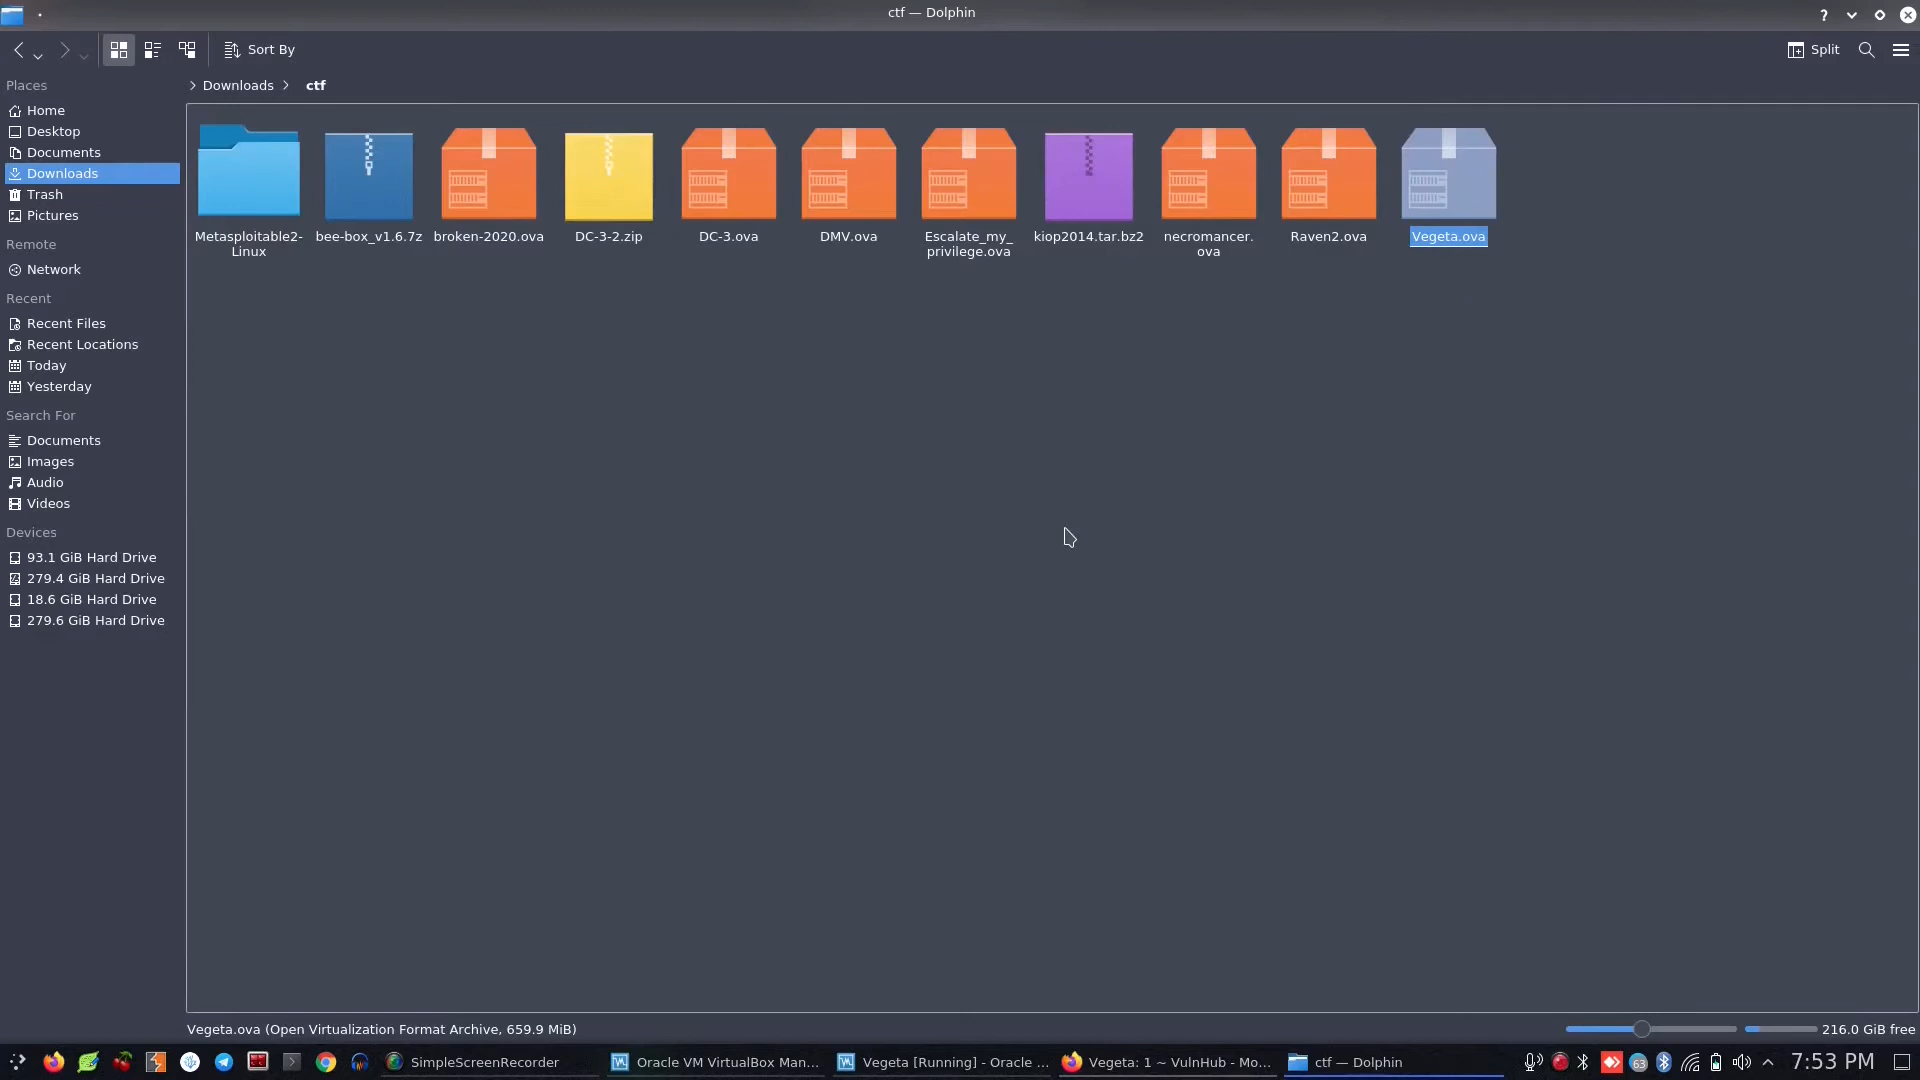 ctf — Dolphin
Sort By
Split
Places
Downloads
ctf
Home
Desktop
Documents
Downloads
Trash
Pictures
Remote
Network
Recent
Recent Files
Recent Locations
Today
Yesterday
Search For
Documents
Images
Audio
Videos
Devices
93.1 GiB Hard Drive
279.4 GiB Hard Drive
18.6 GiB Hard Drive
279.6 GiB Hard Drive
Metasploitable2-
Linux
bee-box_v1.6.7z
broken-2020.ova
DC-3-2.zip
DC-3.ova
DMV.ova
Escalate_my_
privilege.ova
kiop2014.tar.bz2
necromancer.
ova
Raven2.ova
Vegeta.ova
Vegeta.ova (Open Virtualization Format Archive, 659.9 MiB)
216.0 GiB free
SimpleScreenRecorder
Oracle VM VirtualBox Man...
Vegeta [Running] - Oracle ...
Vegeta: 1 ~ VulnHub - Mo...
ctf — Dolphin
63
7:53 PM